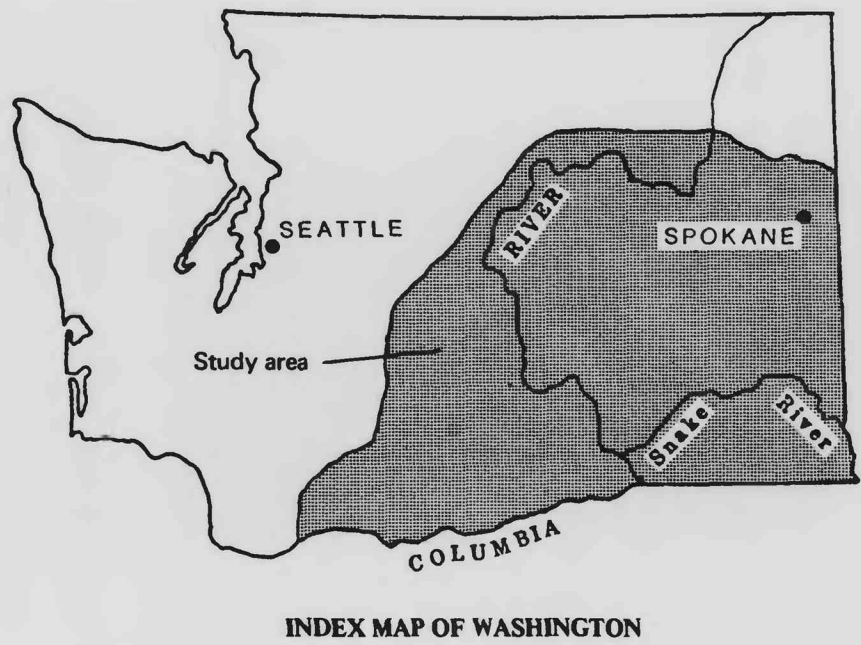 RIVER
SEATTLE
SPOKANE
Study area
Snake
River
COLUMBIA
INDEX MAP OF WASHINGTON